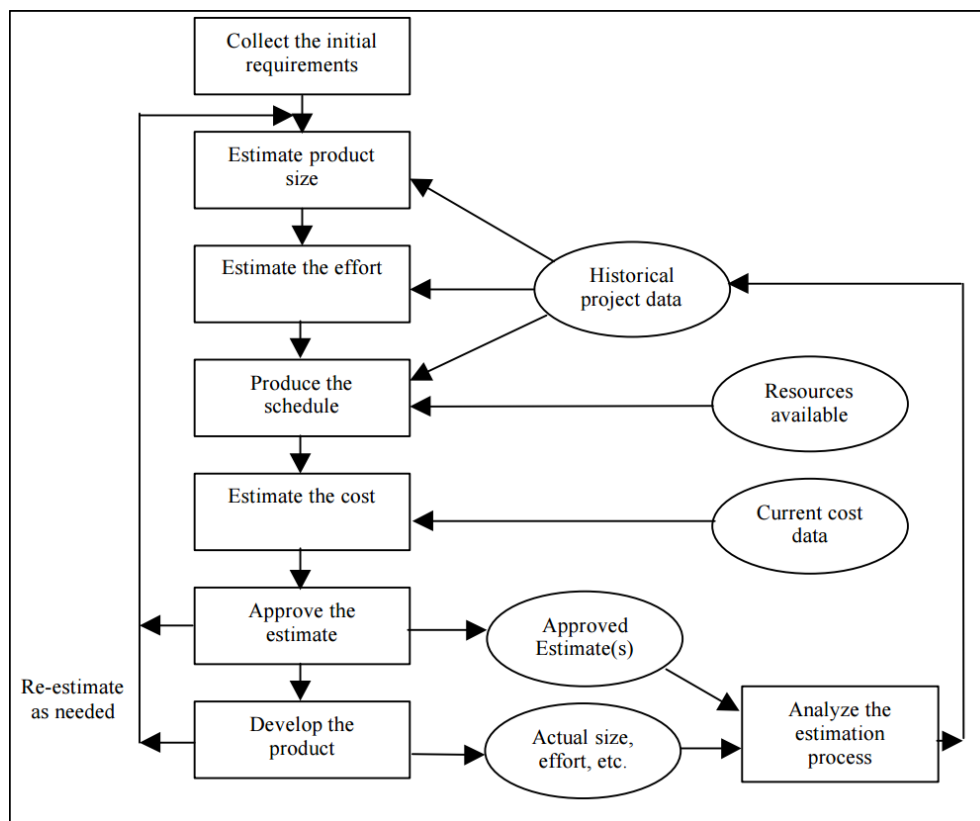 Collect the initial
requirements
Estimate product
size
Estimate the effort
Historical
project data
Produce the
schedule
Resources
available
Estimate the cost
Current cost
data
Approve the
estimate
Approved
Estimate(s)
Re-estimate
as needed
Develop the
product
Actual size,
effort, etc.
Analyze the
estimation
process